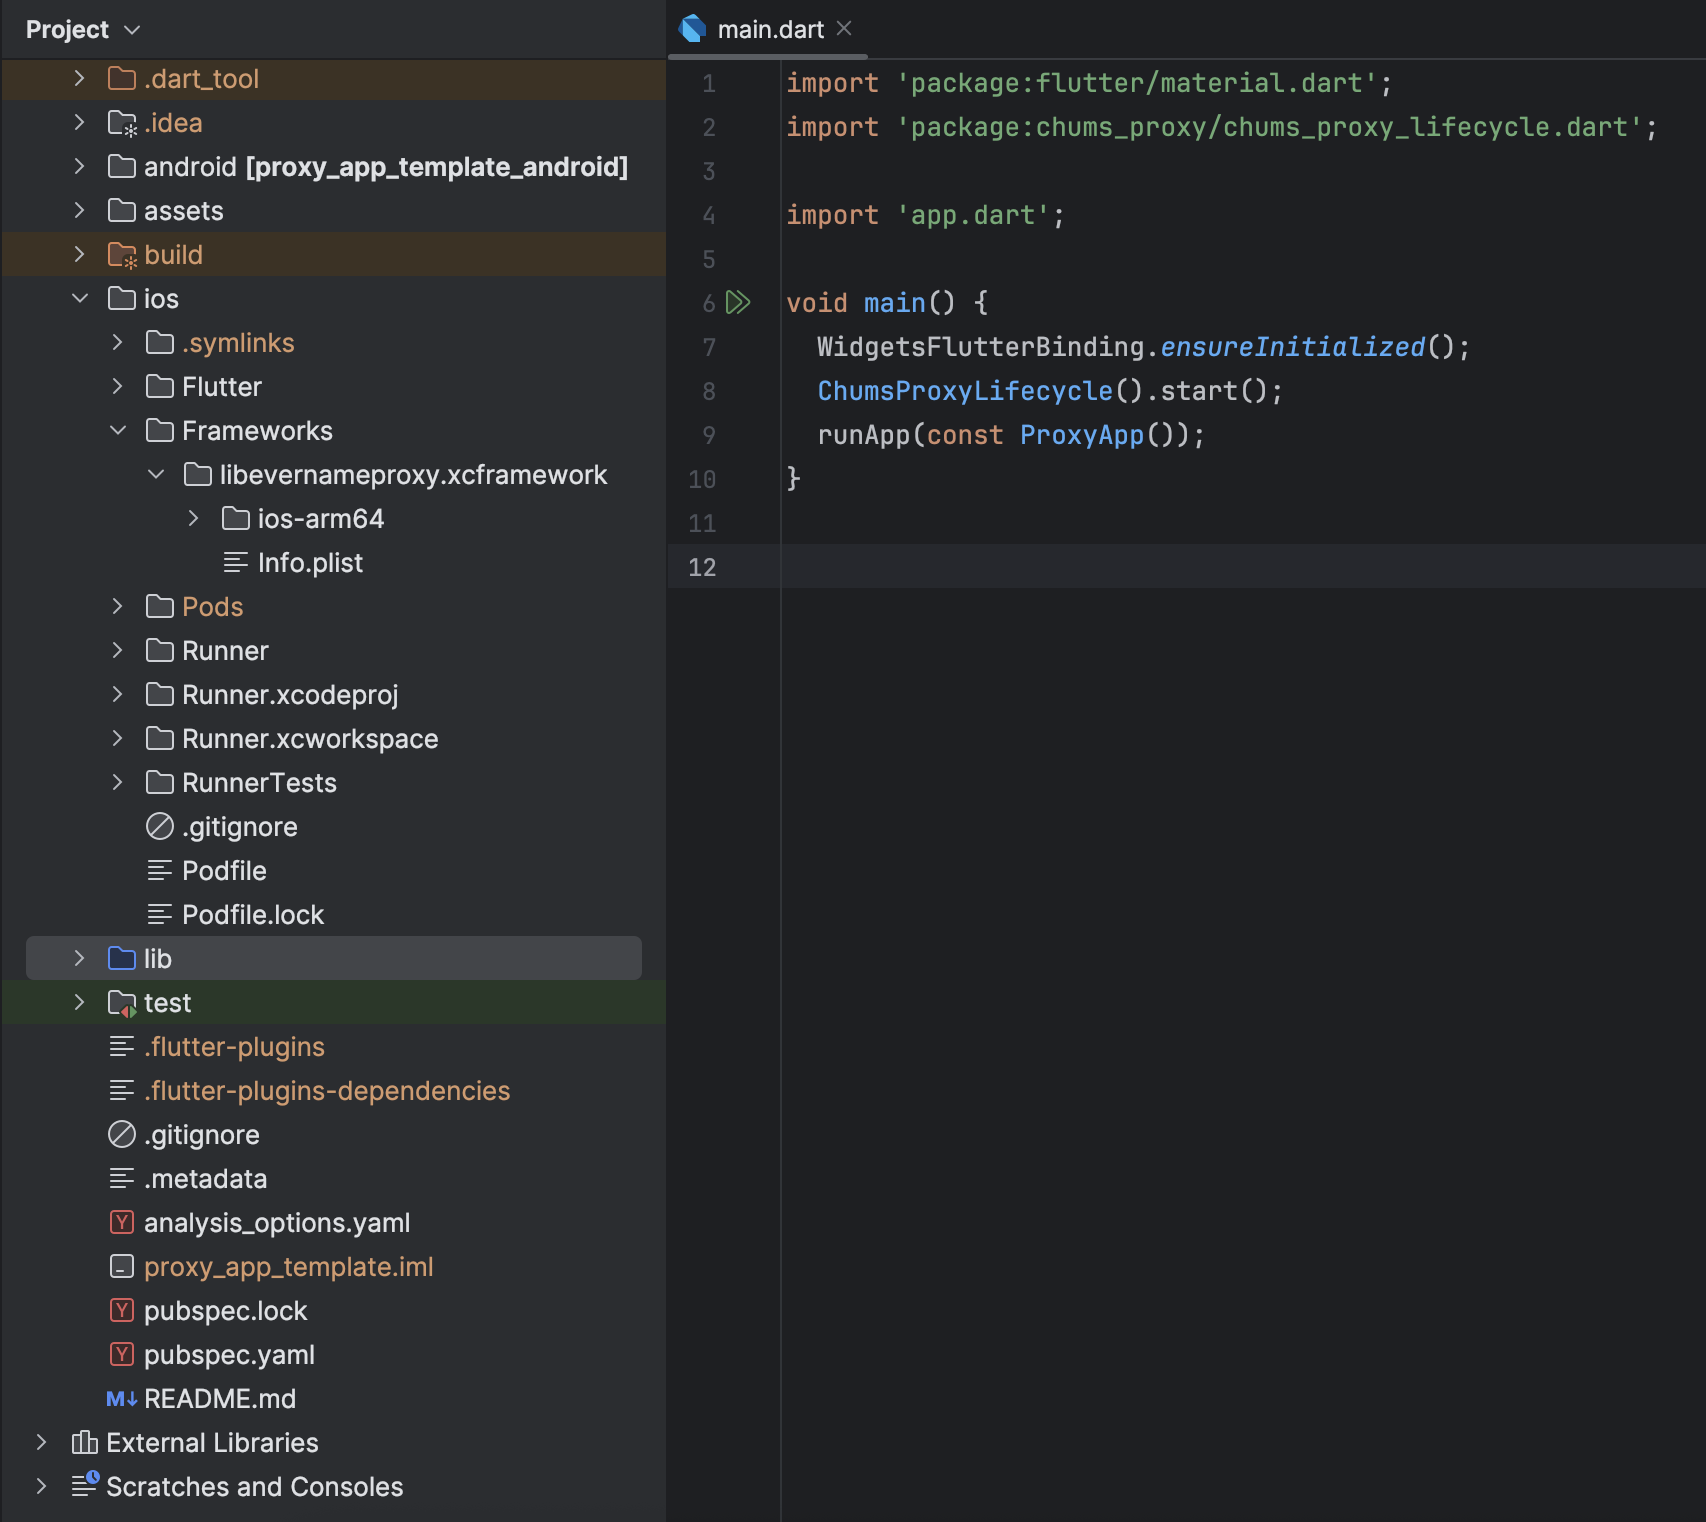 Project
.dart_tool
.idea
android [proxy_app_template_android]
assets
build
ios
.symlinks
Flutter
Frameworks
libevernameproxy.xcframework
ios-arm64
Info.plist
Pods
Runner
Runner.xcodeproj
Runner.xcworkspace
RunnerTests
.gitignore
Podfile
Podfile.lock
lib
test
.flutter-plugins
.flutter-plugins-dependencies
.gitignore
.metadata
analysis_options.yaml
proxy_app_template.iml
pubspec.lock
pubspec.yaml
README.md
External Libraries
Scratches and Consoles
main.dart
1 import 'package:flutter/material.dart';
2 import 'package:chums_proxy/chums_proxy_lifecycle.dart';
3
4 import 'app.dart';
5
6 void main() {
7   WidgetsFlutterBinding.ensureInitialized();
8   ChumsProxyLifecycle().start();
9   runApp(const ProxyApp());
10 }
11
12